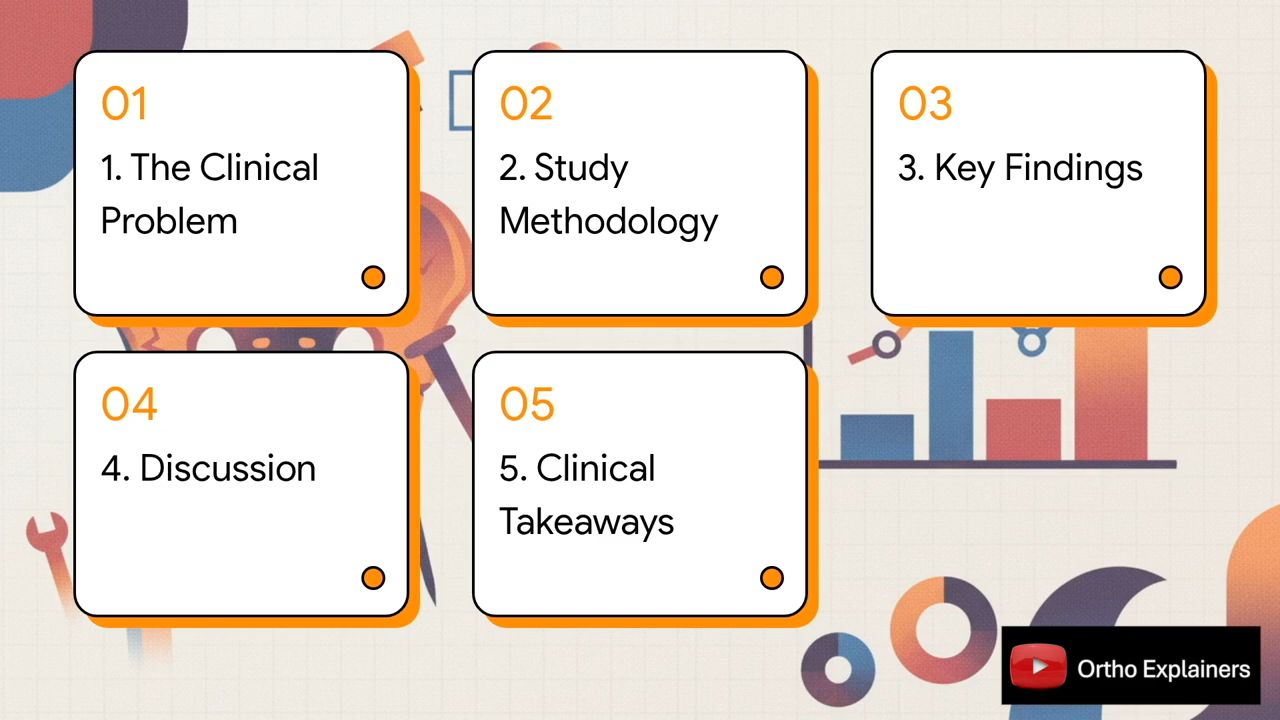 01
1. The Clinical
Problem
02
2. Study
Methodology
03
3. Key Findings
04
4. Discussion
05
5. Clinical
Takeaways
Ortho Explainers